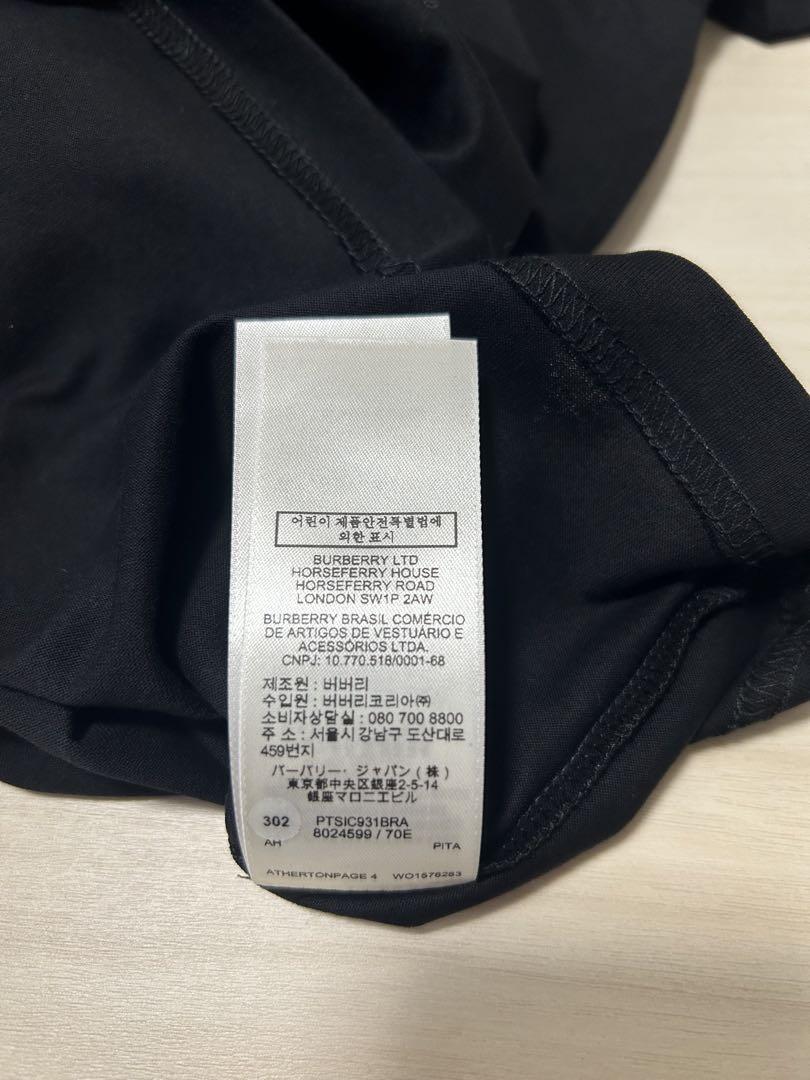 어린이 제품안전특별법에
의한 표시
BURBERRY LTD
HORSEFERRY HOUSE
HORSEFERRY ROAD
LONDON SW1P 2AW
BURBERRY BRASIL COMÉRCIO
DE ARTIGOS DE VESTUÁRIO E
ACESSÓRIOS LTDA.
CNPJ: 10.770.518/0001-68
제조원 : 버버리
수입원 : 버버리코리아㈜
소비자상담실 : 080 700 8800
주 소 : 서울시 강남구 도산대로
459번지
バーバリー・ジャパン(株)
東京都中央区銀座2-5-14
銀座マロニエビル
302 PTSIC931BRA
8024599 / 70E
AH PITA
ATHERTONPAGE 4 WO1576263